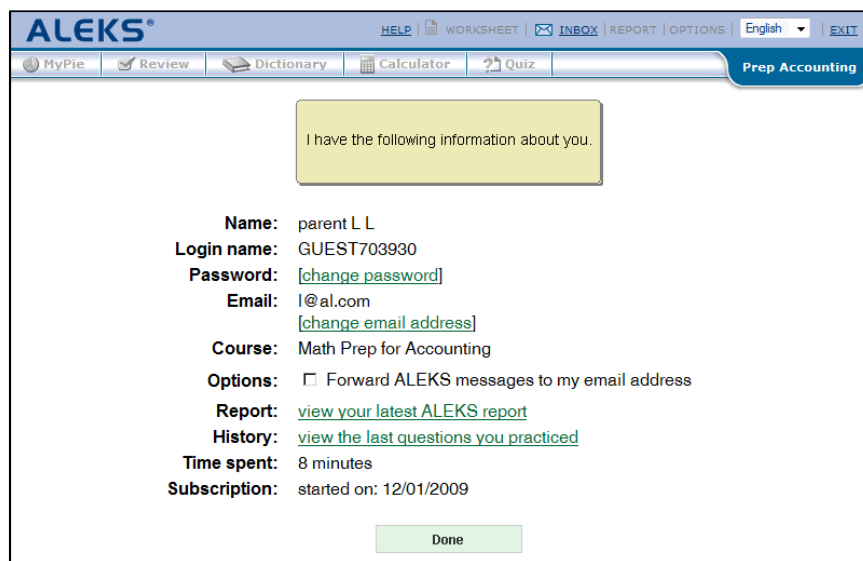 ALEKS®
HELP | WORKSHEET | INBOX | REPORT | OPTIONS | English | EXIT
MyPie Review Dictionary Calculator Quiz Prep Accounting
I have the following information about you.
Name: parent L L
Login name: GUEST703930
Password: [change password]
Email: l@al.com
[change email address]
Course: Math Prep for Accounting
Options: Forward ALEKS messages to my email address
Report: view your latest ALEKS report
History: view the last questions you practiced
Time spent: 8 minutes
Subscription: started on: 12/01/2009
Done